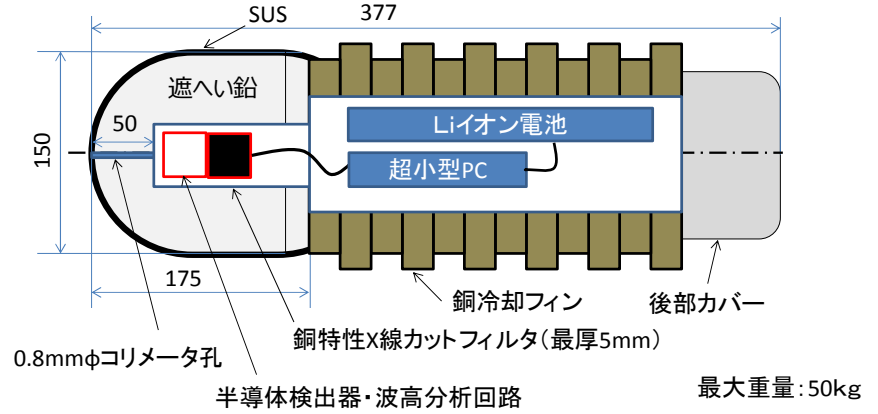 SUS
377
遮へい鉛
50
150
Liイオン電池
超小型PC
175
銅冷却フィン
後部カバー
銅特性X線カットフィルタ(最厚5mm)
0.8mmφコリメータ孔
半導体検出器・波高分析回路
最大重量:50kg